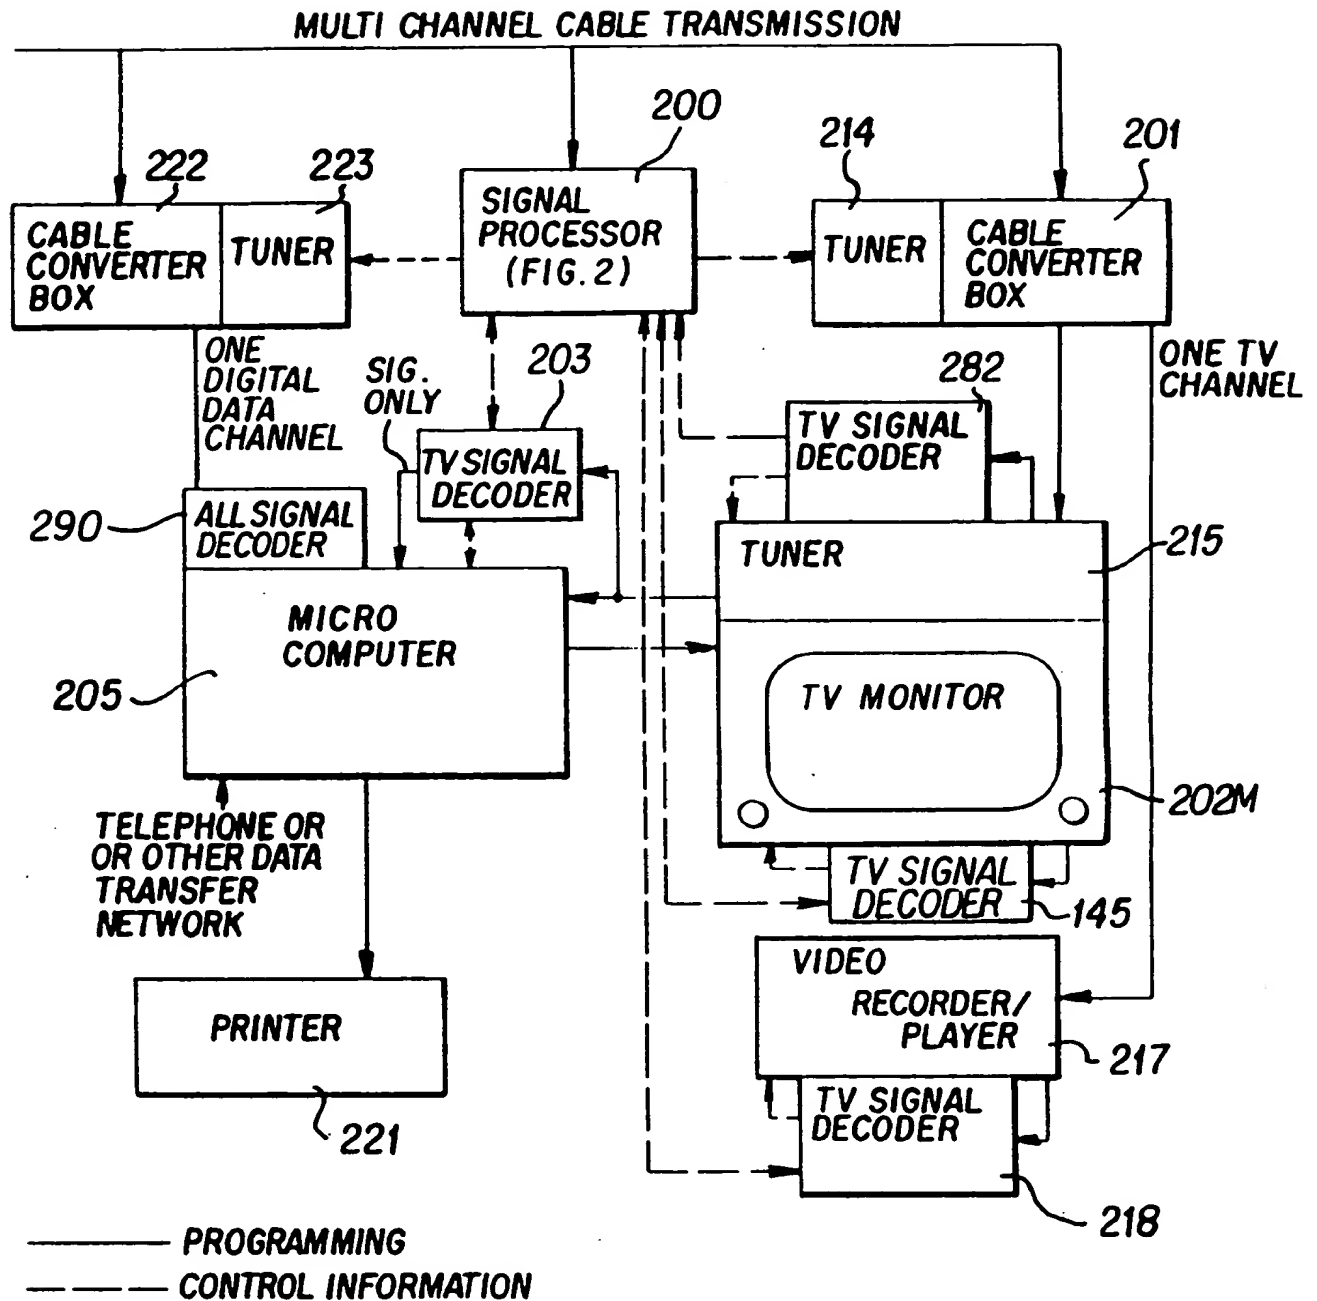 MULTI CHANNEL CABLE TRANSMISSION
200
214
201
222
223
SIGNAL
PROCESSOR
(FIG. 2)
CABLE
CONVERTER
BOX
TUNER
TUNER
CABLE
CONVERTER
BOX
ONE
DIGITAL
DATA
CHANNEL
SIG.
ONLY
203
282
ONE TV
CHANNEL
TV SIGNAL
DECODER
TV SIGNAL
DECODER
290
ALL SIGNAL
DECODER
TUNER
215
MICRO
COMPUTER
205
TV MONITOR
202M
TELEPHONE OR
OR OTHER DATA
TRANSFER
NETWORK
TV SIGNAL
DECODER
145
VIDEO
RECORDER/
PLAYER
217
PRINTER
221
TV SIGNAL
DECODER
218
PROGRAMMING
CONTROL INFORMATION